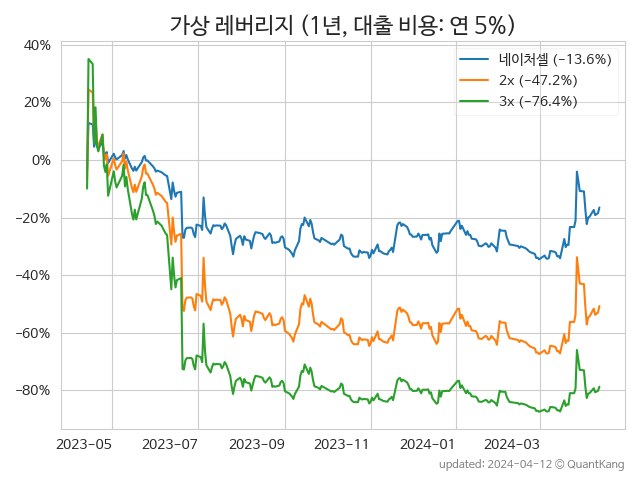 가상 레버리지 (1년, 대출 비용: 연 5%)
40%
20%
0%
−20%
−40%
−60%
−80%
네이처셀 (−13.6%)
2x (−47.2%)
3x (−76.4%)
2023-05
2023-07
2023-09
2023-11
2024-01
2024-03
updated: 2024-04-12 © QuantKang